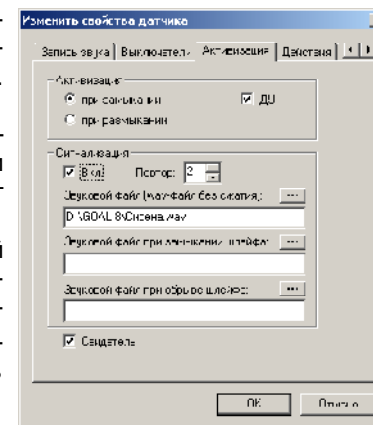 Изменить свойства датчика
Запись звука Выключатель Активизация Действия
Активизация
при замыкании ДУ
при размыкании
Сигнализация
Вкл. Повтор: 2
Звуковой файл (wav-файл без сжатия):
D:\GOAL 8\Сирена.wav
Звуковой файл при замыкании шлейфа:
Звуковой файл при обрыве шлейфа:
Свидетель
OK Отмена